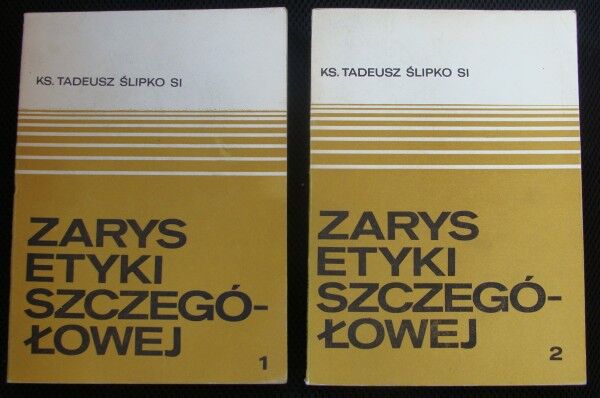 KS. TADEUSZ ŚLIPKO SI
ZARYS
ETYKI
SZCZEGÓ-
ŁOWEJ
1
KS. TADEUSZ ŚLIPKO SI
ZARYS
ETYKI
SZCZEGÓ-
ŁOWEJ
2